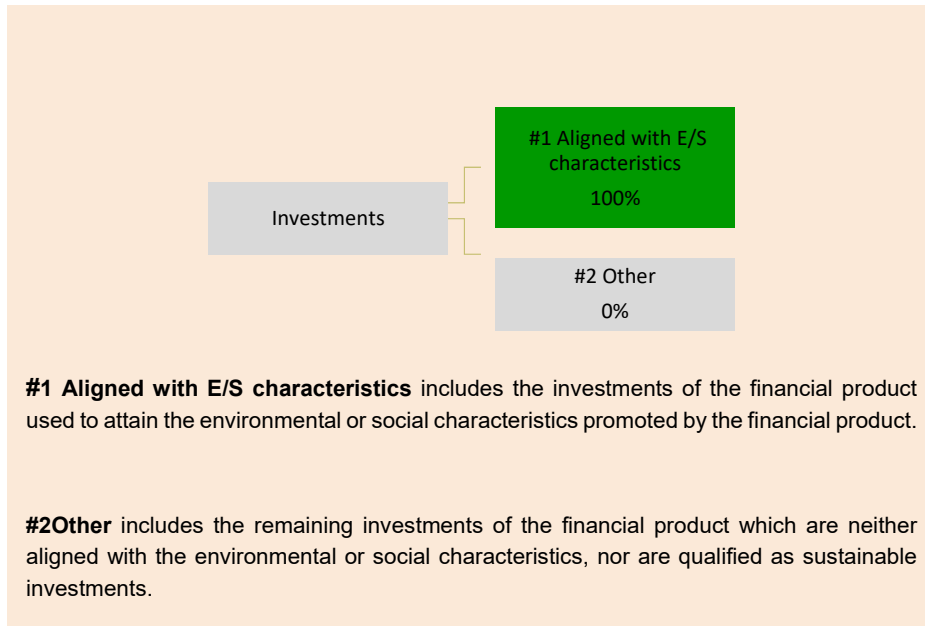 #1 Aligned with E/S
characteristics
100%
Investments
#2 Other
0%
#1 Aligned with E/S characteristics includes the investments of the financial product
used to attain the environmental or social characteristics promoted by the financial product.
#2Other includes the remaining investments of the financial product which are neither
aligned with the environmental or social characteristics, nor are qualified as sustainable
investments.